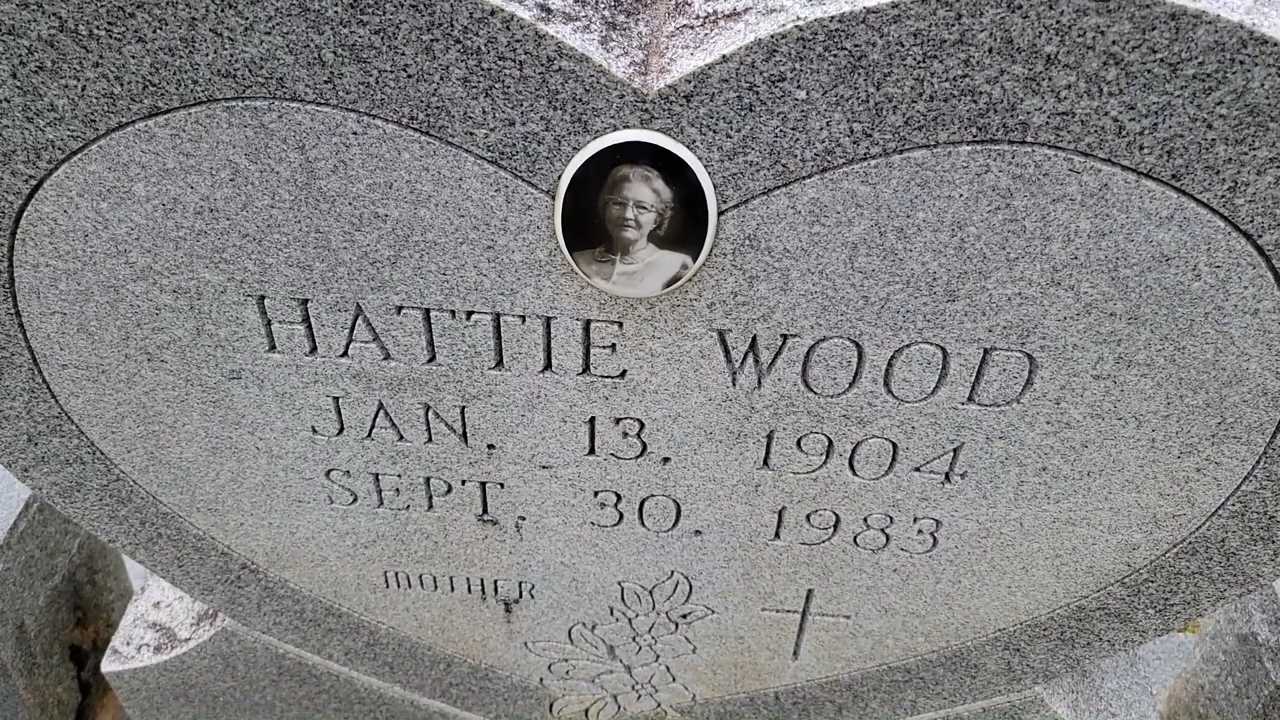 HATTIE WOOD
JAN. 13, 1904
SEPT. 30, 1983
MOTHER